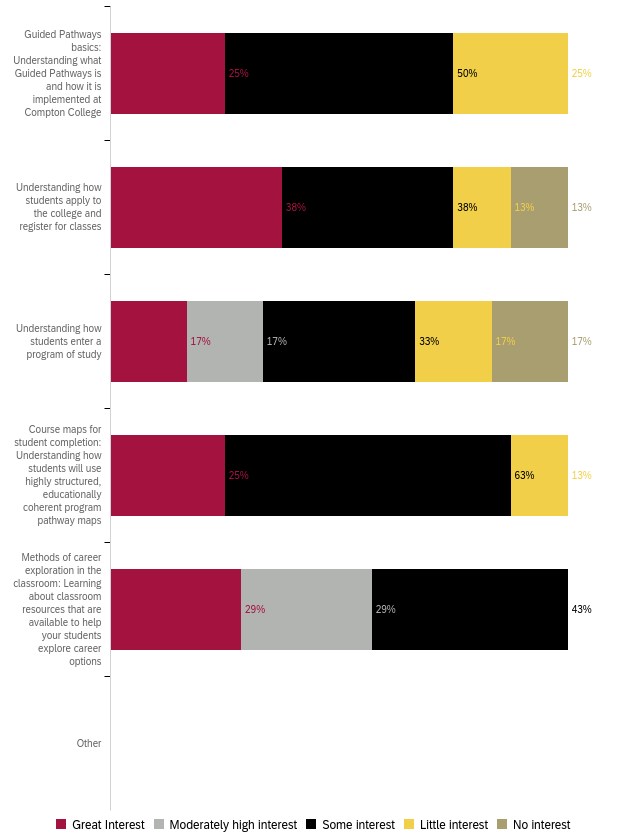 Guided Pathways
basics:
Understanding what
Guided Pathways is
and how it is
implemented at
Compton College
25%
50%
25%
Understanding how
students apply to
the college and
register for classes
38%
38%
13%
13%
Understanding how
students enter a
program of study
17%
17%
33%
17%
17%
Course maps for
student completion:
Understanding how
students will use
highly structured,
educationally
coherent program
pathway maps
25%
63%
13%
Methods of career
exploration in the
classroom: Learning
about classroom
resources that are
available to help
your students
explore career
options
29%
29%
43%
Other
Great Interest Moderately high interest Some interest Little interest No interest